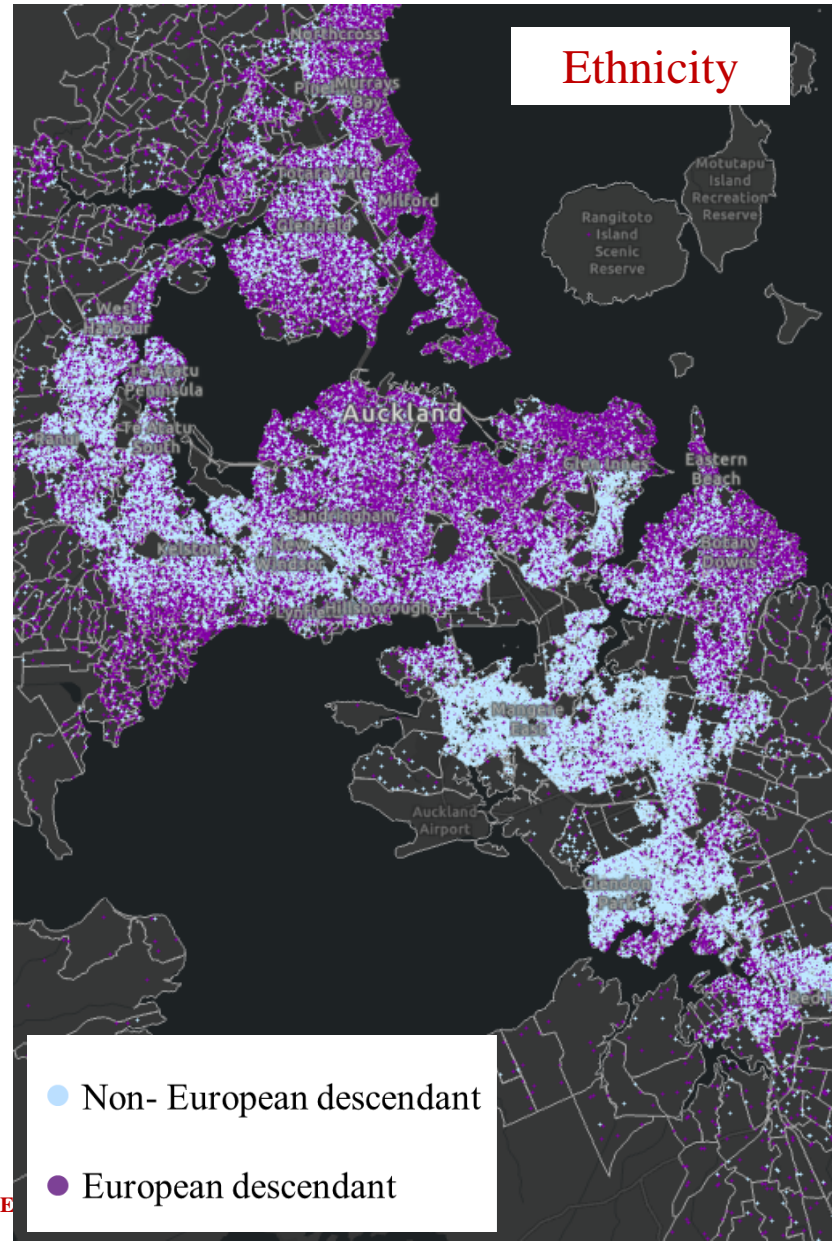 Ethnicity
Northcross
Murrays
Bay
Motutapu
Island
Recreation
Reserve
Totara Vale
Milford
Rangitoto
Island
Scenic
Reserve
Glenfield
West
Harbour
Te Atatu
Peninsula
Auckland
Ranui
Te Atatu
South
Glen Innes
Eastern
Beach
Sandringham
Botany
Downs
Kelston
New
Windsor
Hillsborough
Mangere
East
Auckland
Airport
Clendon
Park
Non- European descendant
European descendant
E